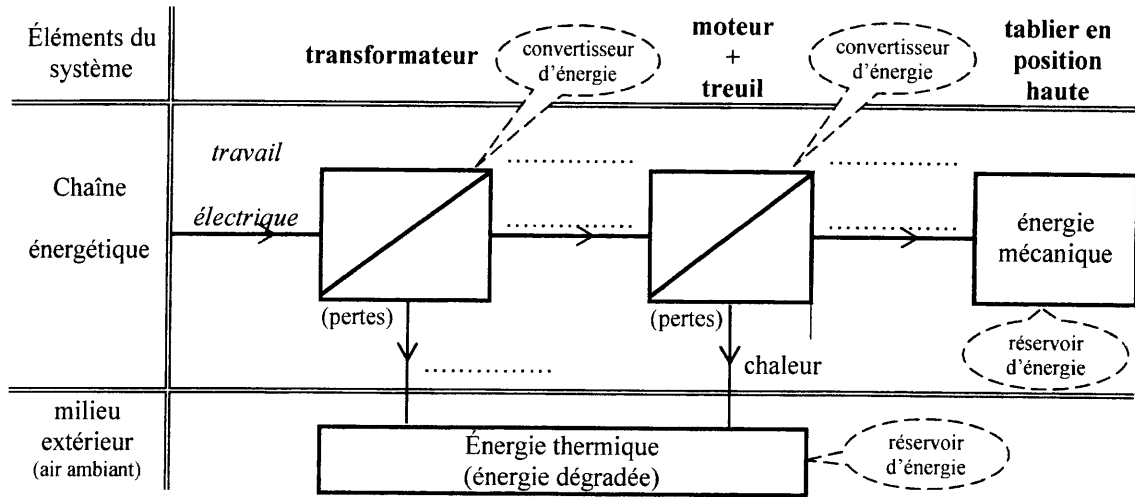 Éléments du
système
transformateur
convertisseur
d'énergie
moteur
+
treuil
convertisseur
d'énergie
tablier en
position
haute
Chaîne
énergétique
travail
électrique
....................
....................
....................
....................
énergie
mécanique
(pertes)
..................
(pertes)
chaleur
réservoir
d'énergie
milieu
extérieur
(air ambiant)
Énergie thermique
(énergie dégradée)
réservoir
d'énergie